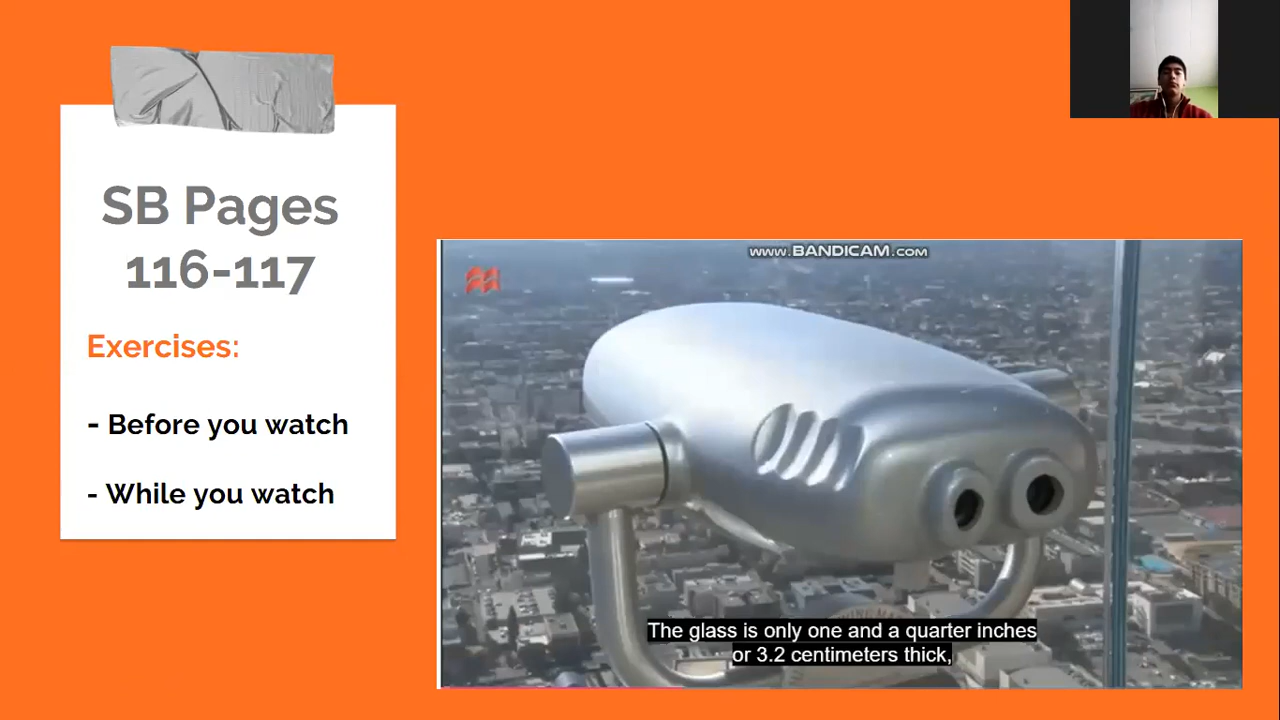 SB Pages
116-117
Exercises:
- Before you watch
- While you watch
www.BANDICAM.com
The glass is only one and a quarter inches
or 3.2 centimeters thick,